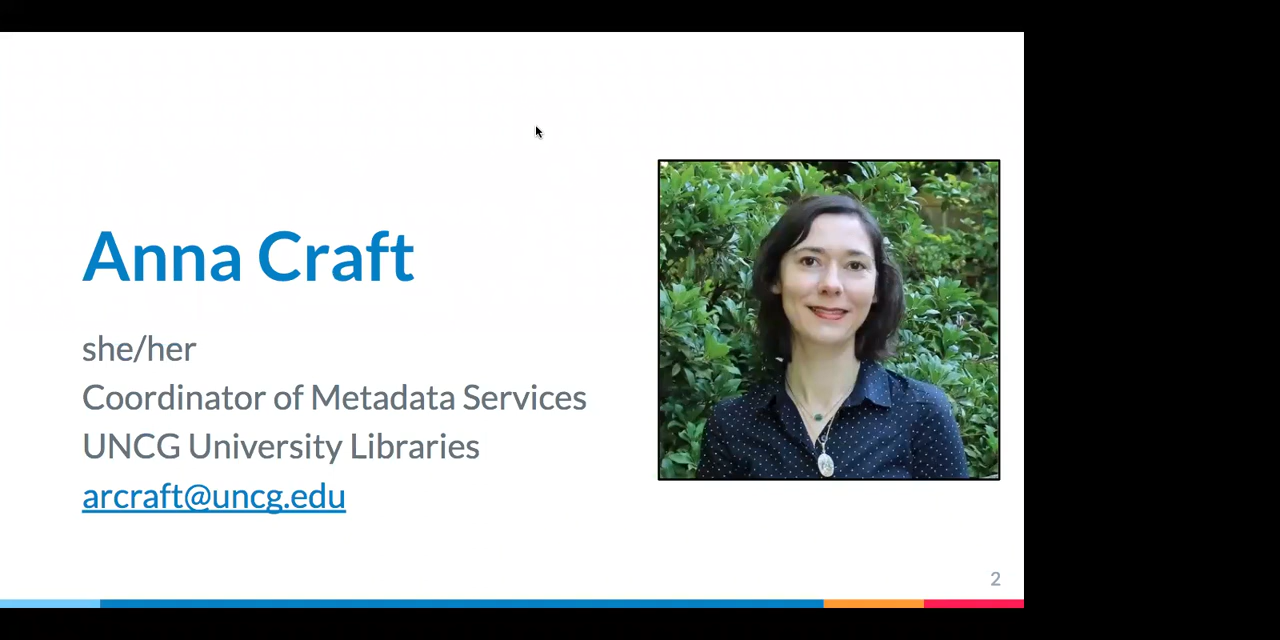 Anna Craft
she/her
Coordinator of Metadata Services
UNCG University Libraries
arcraft@uncg.edu
2